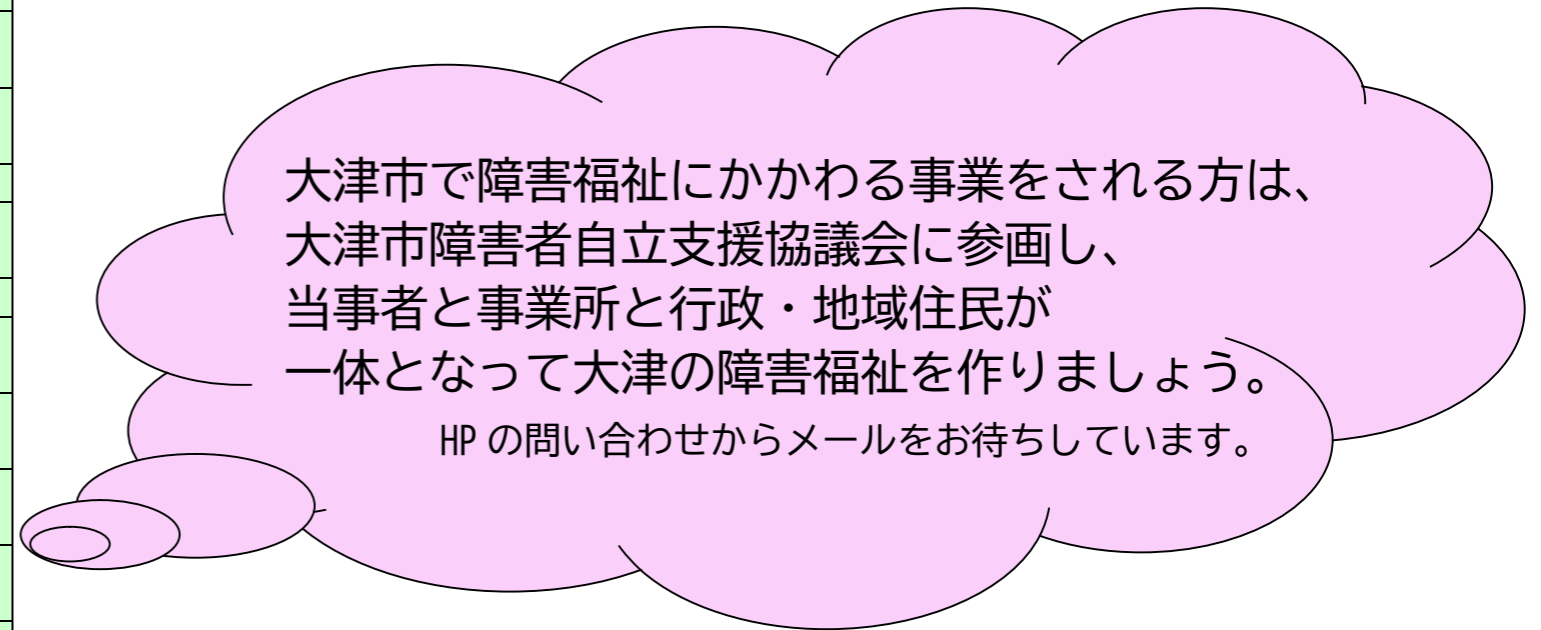 大津市で障害福祉にかかわる事業をされる方は、
大津市障害者自立支援協議会に参画し、
当事者と事業所と行政・地域住民が
一体となって大津の障害福祉を作りましょう。
HP の問い合わせからメールをお待ちしています。